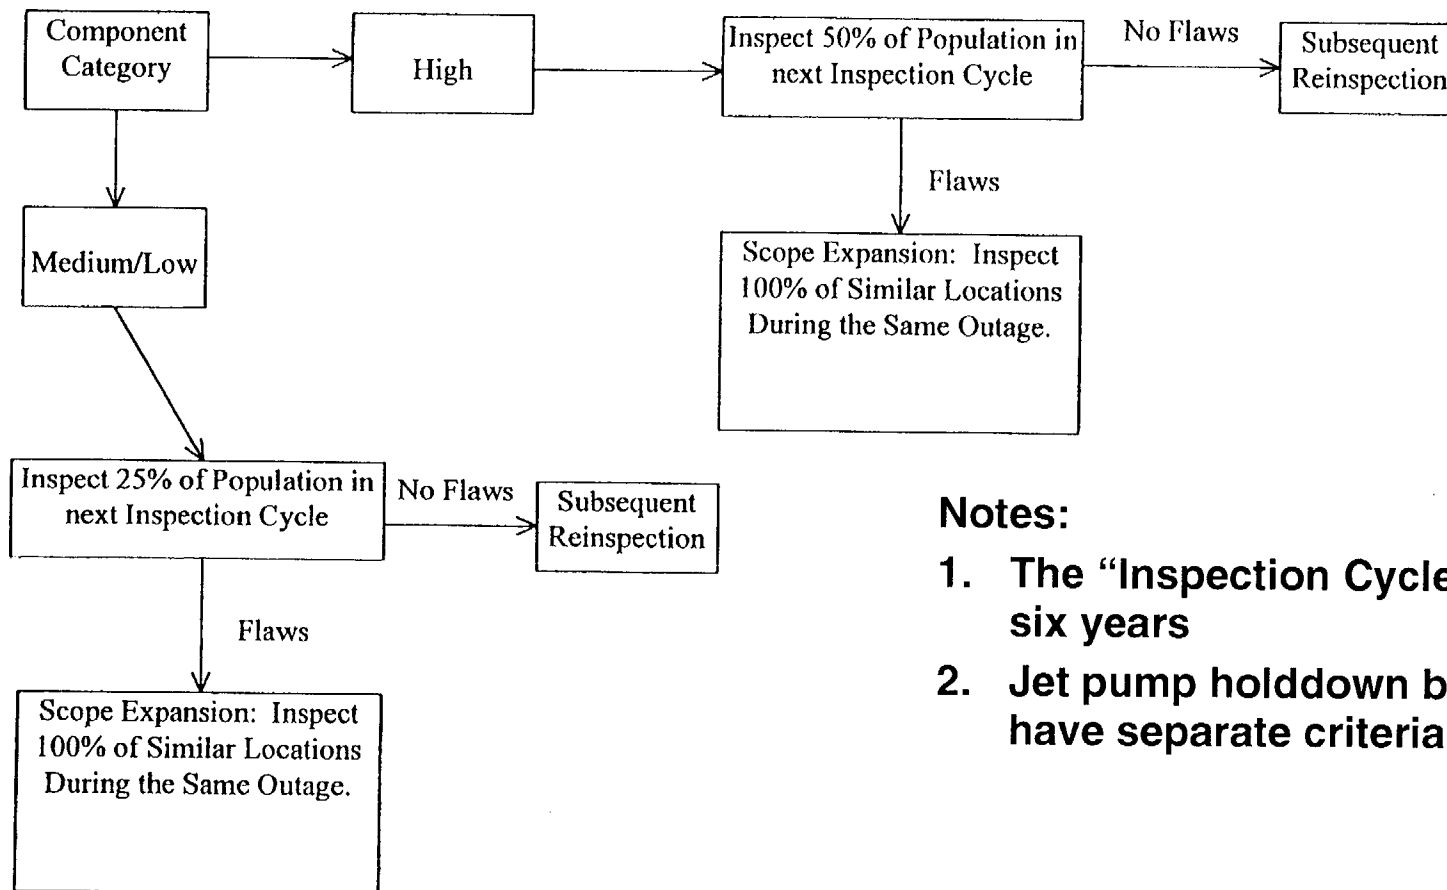 Component
Category
High
Inspect 50% of Population in
next Inspection Cycle
No Flaws
Subsequent
Reinspection
Flaws
Scope Expansion: Inspect
100% of Similar Locations
During the Same Outage.
Medium/Low
Inspect 25% of Population in
next Inspection Cycle
No Flaws
Subsequent
Reinspection
Flaws
Scope Expansion: Inspect
100% of Similar Locations
During the Same Outage.
Notes:
1. The “Inspection Cycle
six years
2. Jet pump holddown
have separate criteria